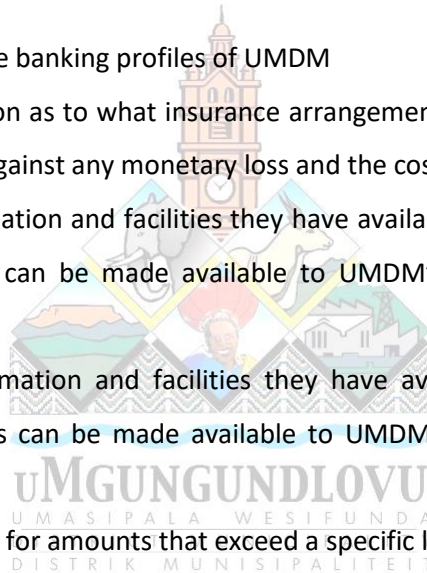 e banking profiles of UMDM
on as to what insurance arrangemen
against any monetary loss and the cos
ation and facilities they have availa
can be made available to UMDM
mation and facilities they have av
s can be made available to UMDM
uMGUNGUNDLOVU
UMASIPALA WESIFUNDA
for amounts that exceed a specific l
DISTRIK MUNISIPALITEIT